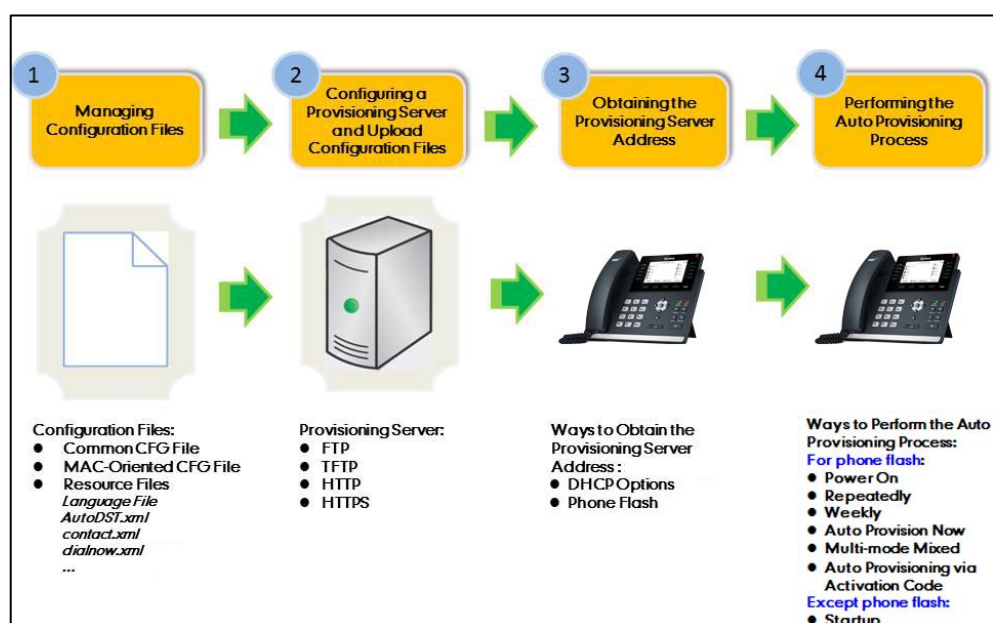 1
Managing
Configuration Files
2
Configuring a
Provisioning Server
and Upload
Configuration Files
3
Obtaining the
Provisioning Server
Address
4
Performing the
Auto Provisioning
Process
Configuration Files:
● Common CFG File
● MAC-Oriented CFG File
● Resource Files
Language File
AutoDST.xml
contact.xml
dialnow.xml
...
Provisioning Server:
● FTP
● TFTP
● HTTP
● HTTPS
Ways to Obtain the
Provisioning Server
Address :
● DHCP Options
● Phone Flash
Ways to Perform the Auto
Provisioning Process:
For phone flash:
● Power On
● Repeatedly
● Weekly
● Auto Provision Now
● Multi-mode Mixed
● Auto Provisioning via
Activation Code
Except phone flash:
● Startup